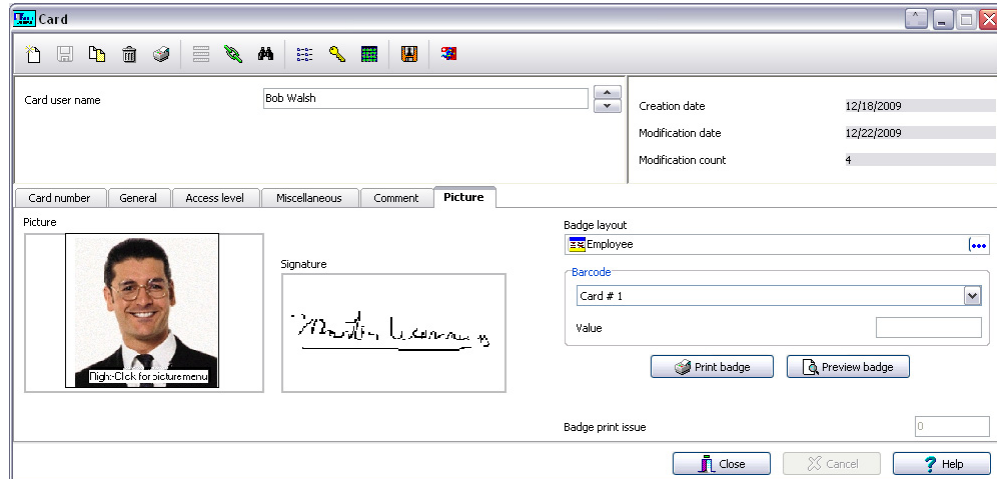 Card
Card user name
Bob Walsh
Creation date
12/18/2009
Modification date
12/22/2009
Modification count
4
Card number
General
Access level
Miscellaneous
Comment
Picture
Picture
Right-Click for picture menu
Signature
Badge layout
Employee
Barcode
Card # 1
Value
Print badge
Preview badge
Badge print issue
0
Close
Cancel
Help